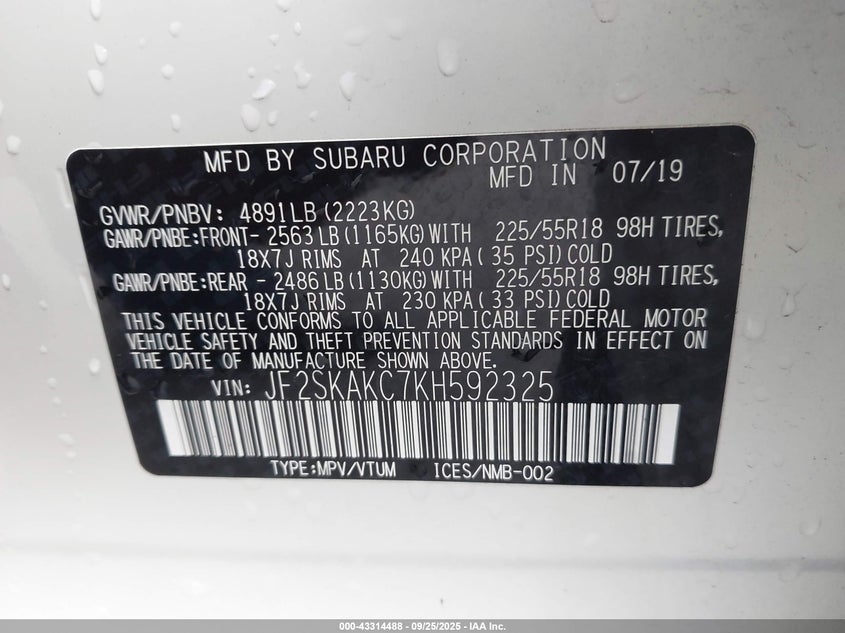 MFD BY SUBARU CORPORATION
MFD IN 07/19
GVWR/PNBV: 4891LB (2223KG)
GAWR/PNBE:FRONT- 2563 LB (1165KG) WITH 225/55R18 98H TIRES,
18X7J RIMS AT 240 KPA ( 35 PSI) COLD
GAWR/PNBE:REAR - 2486 LB (1130KG) WITH 225/55R18 98H TIRES,
18X7J RIMS AT 230 KPA ( 33 PSI) COLD
THIS VEHICLE CONFORMS TO ALL APPLICABLE FEDERAL MOTOR
VEHICLE SAFETY AND THEFT PREVENTION STANDARDS IN EFFECT ON
THE DATE OF MANUFACTURE SHOWN ABOVE.
VIN: JF2SKAKC7KH592325
TYPE:MPV/VTUM ICES/NMB-002
000-43314488 - 09/25/2025 - IAA Inc.